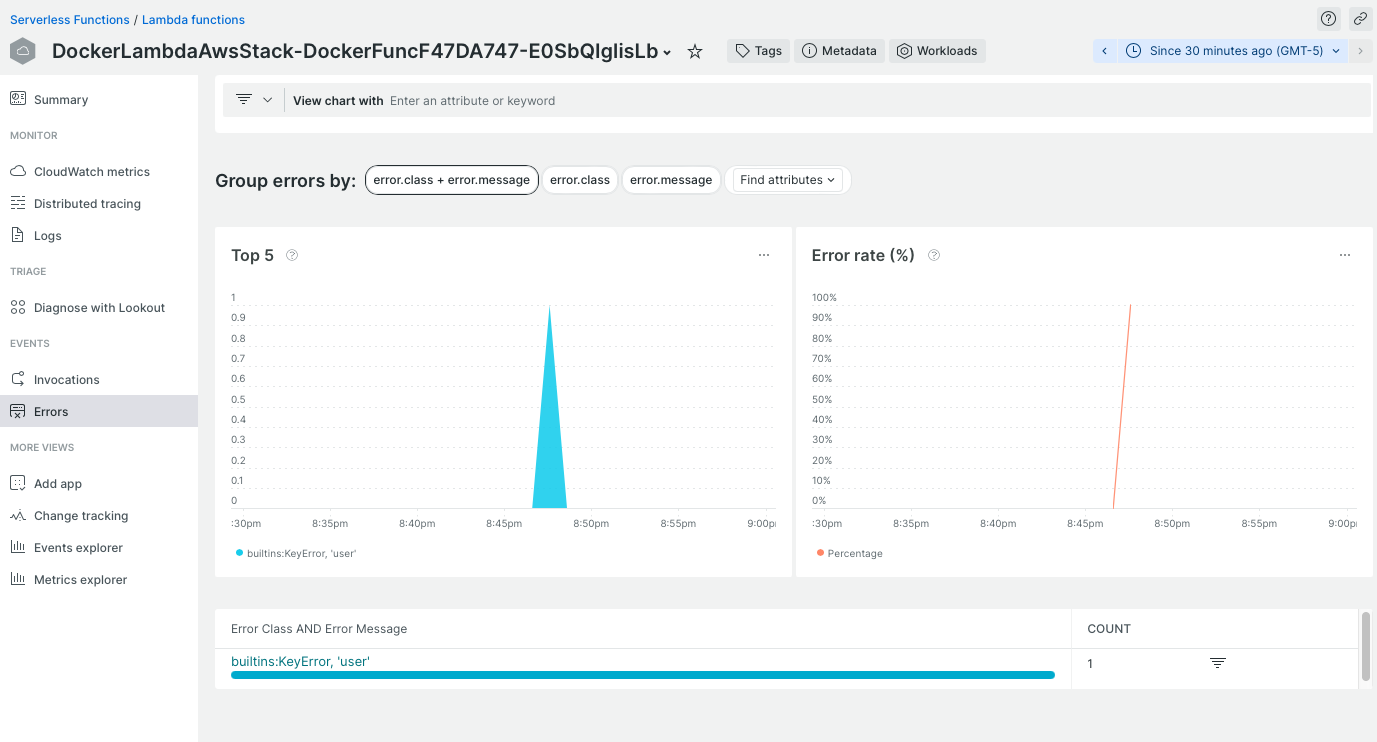 Serverless Functions / Lambda functions
DockerLambdaAwsStack-DockerFuncF47DA747-E0SbQIgIisLb
Tags
Metadata
Workloads
Since 30 minutes ago (GMT-5)
Summary
MONITOR
CloudWatch metrics
Distributed tracing
Logs
TRIAGE
Diagnose with Lookout
EVENTS
Invocations
Errors
MORE VIEWS
Add app
Change tracking
Events explorer
Metrics explorer
View chart with Enter an attribute or keyword
Group errors by: error.class + error.message error.class error.message Find attributes
Top 5 ?
...
1
0.9
0.8
0.7
0.6
0.5
0.4
0.3
0.2
0.1
0
:30pm 8:35pm 8:40pm 8:45pm 8:50pm 8:55pm 9:00p
builtins:KeyError, 'user'
Error rate (%) ?
...
100%
90%
80%
70%
60%
50%
40%
30%
20%
10%
0%
:30pm 8:35pm 8:40pm 8:45pm 8:50pm 8:55pm 9:00p
Percentage
Error Class AND Error Message COUNT
builtins:KeyError, 'user' 1